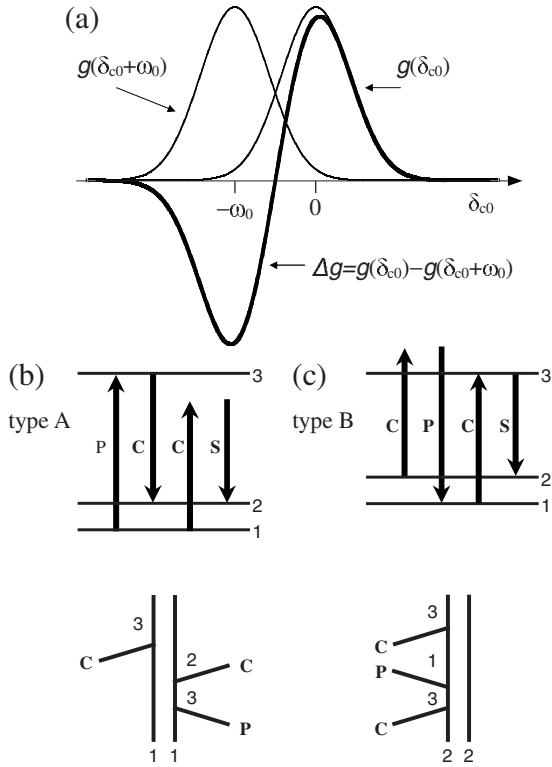 (a)
g(δc0+ω0)
g(δc0)
−ω0
0
δc0
Δg=g(δc0)−g(δc0+ω0)
(b)
type A
3
P
C
C
S
2
1
(c)
type B
3
C
P
C
S
2
1
3
C
2
C
3
P
1
1
3
C
P
1
3
C
2
2